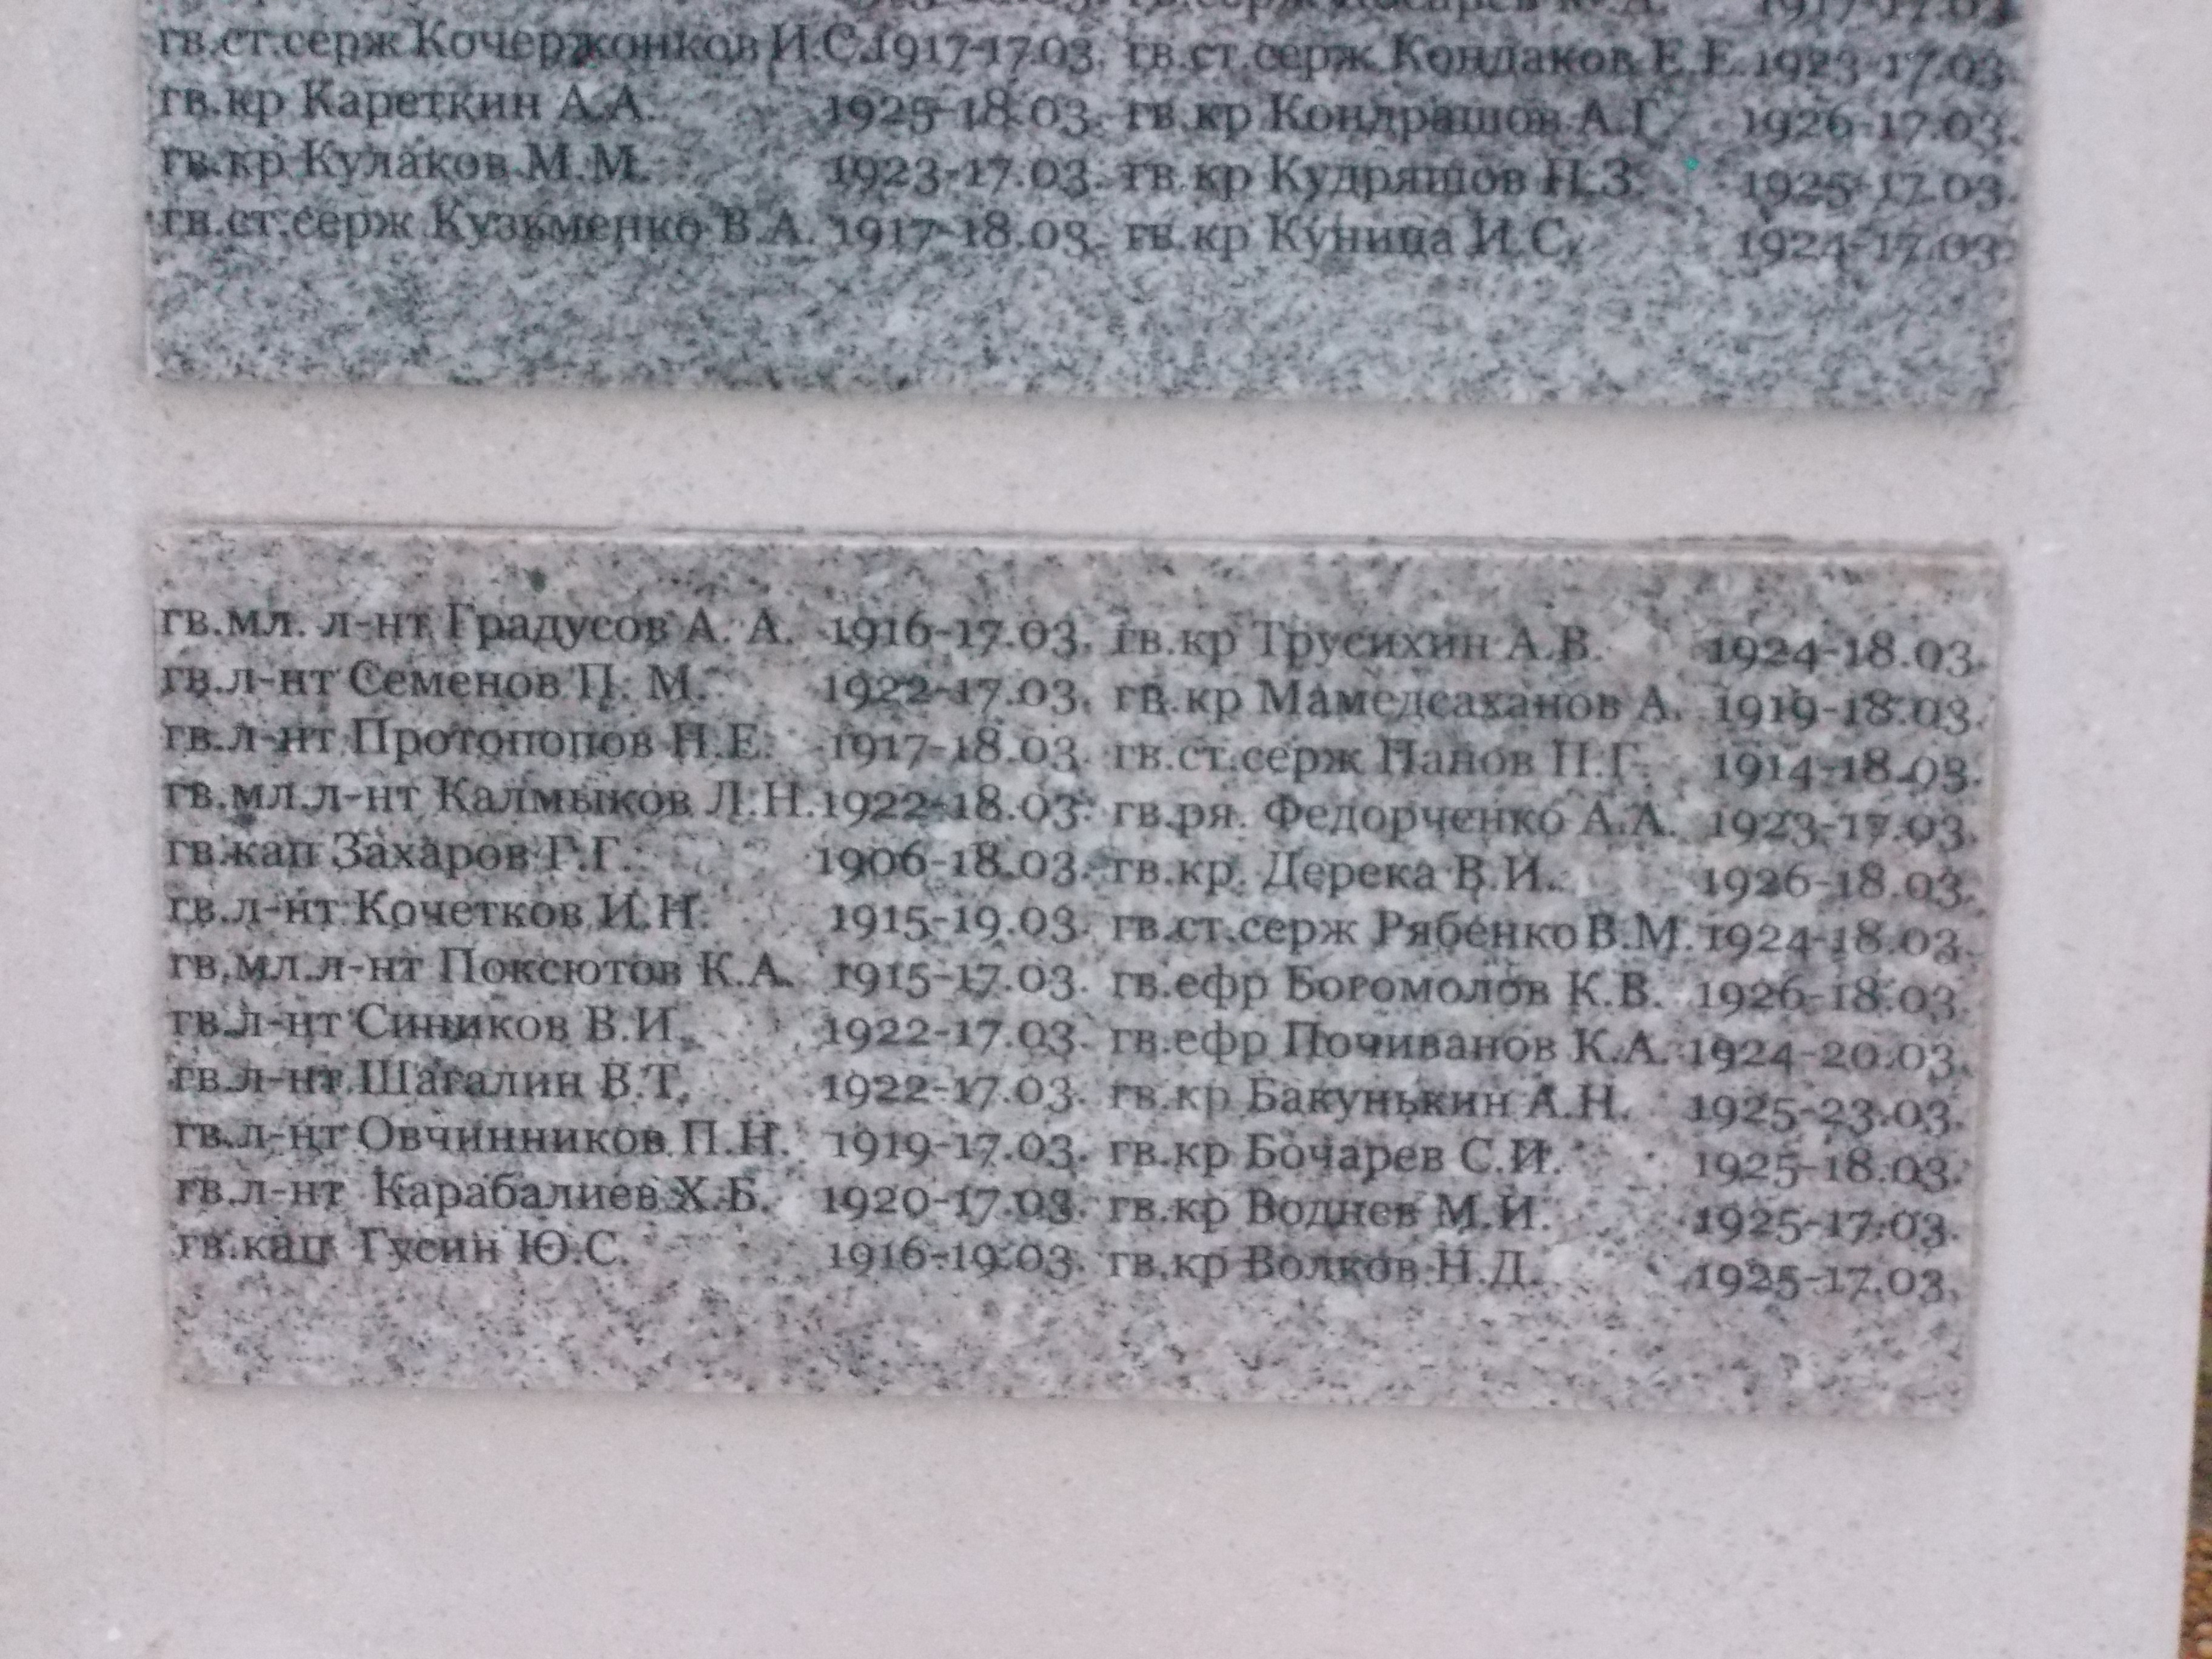 гв.ст.серж Кочержонков И.С.1917-17.03. гв.ст.серж Кондаков Е.Е.1923-17.03.
гв.кр Кареткин А.А. 1925-18.03. гв.кр Кондрашов А.Г. 1926-17.03.
гв.кр Кулаков М.М. 1923-17.03. гв.кр Кудряшов Н.З. 1925-17.03.
гв.ст.серж Кузьменко В.А. 1917-18.03. гв.кр Куница И.С. 1924-17.03.
гв.мл. л-нт Градусов А. А. 1916-17.03. гв.кр Трусихин А.В. 1924-18.03.
гв.л-нт Семенов П. М. 1922-17.03. гв.кр Мамедсаханов А. 1919-18.03.
гв.л-нт Протопопов Н.Е. 1917-18.03. гв.ст.серж Панов П.Г. 1914-18.03.
гв.мл.л-нт Калмыков Л.Н.1922-18.03. гв.ря. Федорченко А.А. 1923-17.03.
гв.кап Захаров Г.Г. 1906-18.03. гв.кр. Дерека В.И. 1926-18.03.
гв.л-нт Кочетков И.Н. 1915-19.03. гв.ст.серж Рябенко В.М. 1924-18.03.
гв.мл.л-нт Поксютов К.А. 1915-17.03. гв.ефр Богомолов К.В. 1926-18.03.
гв.л-нт Сиников В.И. 1922-17.03. гв.ефр Почиванов К.А. 1924-20.03.
гв.л-нт Шагалин В.Т. 1922-17.03. гв.кр Бакунькин А.Н. 1925-23.03.
гв.л-нт Овчинников П.Н. 1919-17.03. гв.кр Бочарев С.И. 1925-18.03.
гв.л-нт Карабалиев Х.Б. 1920-17.03. гв.кр Воднев М.И. 1925-17.03.
гв.кап Гусин Ю.С. 1916-19.03. гв.кр Волков Н.Д. 1925-17.03.